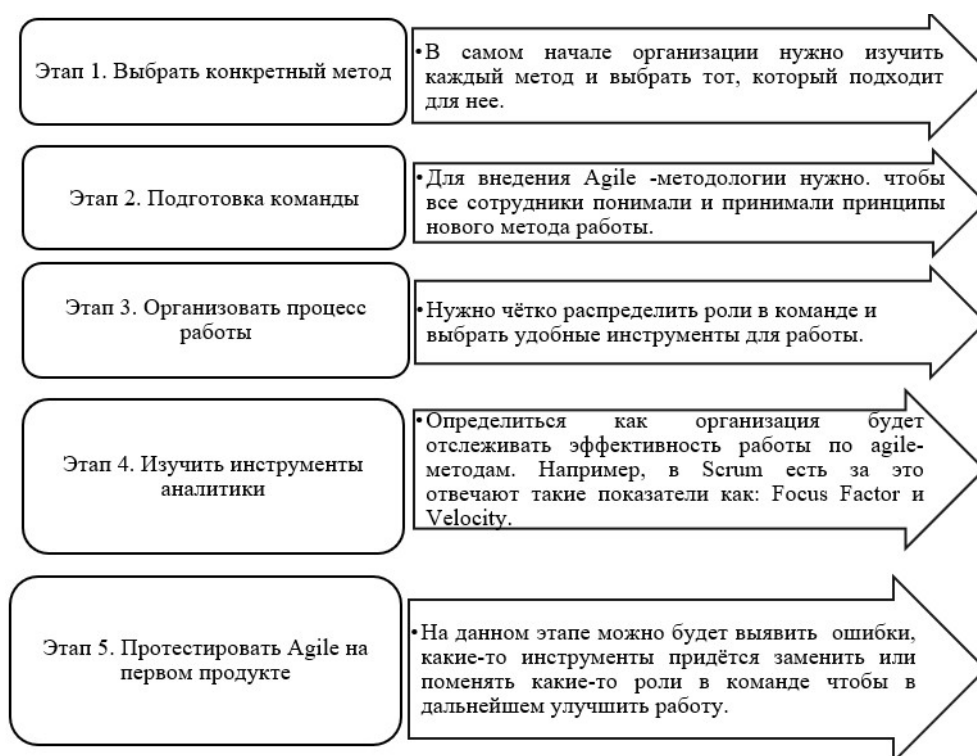 Этап 1. Выбрать конкретный метод
•В самом начале организации нужно изучить
каждый метод и выбрать тот, который подходит
для нее.
Этап 2. Подготовка команды
•Для внедения Agile -методологии нужно. чтобы
все сотрудники понимали и принимали принципы
нового метода работы.
Этап 3. Организовать процесс
работы
•Нужно чётко распределить роли в команде и
выбрать удобные инструменты для работы.
Этап 4. Изучить инструменты
аналитики
•Определиться как организация будет
отслеживать эффективность работы по agile-
методам. Например, в Scrum есть за это
отвечают такие показатели как: Focus Factor и
Velocity.
Этап 5. Протестировать Agile на
первом продукте
•На данном этапе можно будет выявить ошибки,
какие-то инструменты придётся заменить или
поменять какие-то роли в команде чтобы в
дальнейшем улучшить работу.